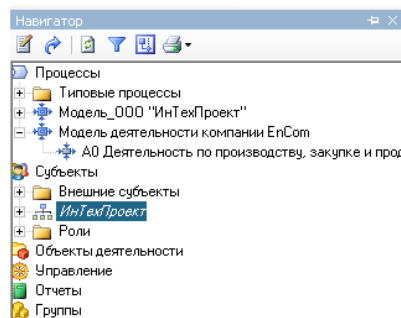 Навигатор
Процессы
Типовые процессы
Модель_ООО "ИнТехПроект"
Модель деятельности компании EnCom
А0 Деятельность по производству, закупке и прод
Субъекты
Внешние субъекты
ИнТехПроект
Роли
Объекты деятельности
Управление
Отчеты
Группы